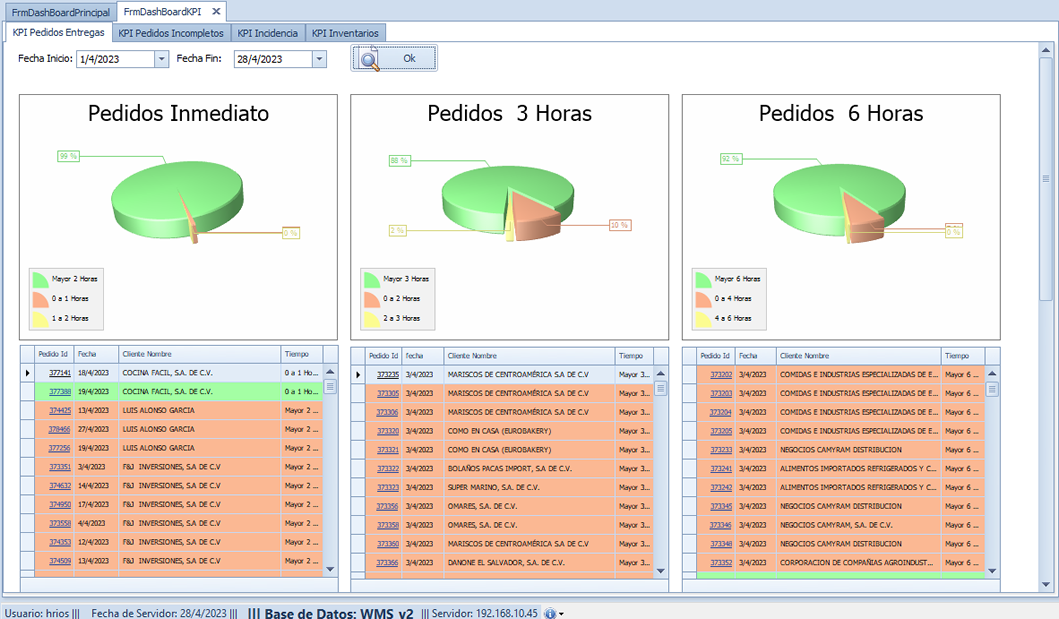 FrmDashBoardPrincipal FrmDashBoardKPI
KPI Pedidos Entregas KPI Pedidos Incompletos KPI Incidencia KPI Inventarios
Fecha Inicio: 1/4/2023 Fecha Fin: 28/4/2023 Ok
Pedidos Inmediato
99 %
0 %
Mayor 2 Horas
0 a 1 Horas
1 a 2 Horas
Pedidos 3 Horas
88 %
2 %
10 %
Mayor 3 Horas
0 a 2 Horas
2 a 3 Horas
Pedidos 6 Horas
92 %
0 %
Mayor 6 Horas
0 a 4 Horas
4 a 6 Horas
Pedido Id Fecha Cliente Nombre Tiempo
377141 18/4/2023 COCINA FACIL, S.A. DE C.V. 0 a 1 Ho...
377388 19/4/2023 COCINA FACIL, S.A. DE C.V. 0 a 1 Ho...
374425 13/4/2023 LUIS ALONSO GARCIA Mayor 2 ...
378466 27/4/2023 LUIS ALONSO GARCIA Mayor 2 ...
377256 19/4/2023 LUIS ALONSO GARCIA Mayor 2 ...
373351 3/4/2023 F&J INVERSIONES, S.A DE C.V Mayor 2 ...
374632 14/4/2023 F&J INVERSIONES, S.A DE C.V Mayor 2 ...
374950 17/4/2023 F&J INVERSIONES, S.A DE C.V Mayor 2 ...
373558 4/4/2023 F&J INVERSIONES, S.A DE C.V Mayor 2 ...
374353 12/4/2023 F&J INVERSIONES, S.A DE C.V Mayor 2 ...
374509 13/4/2023 F&J INVERSIONES, S.A DE C.V Mayor 2 ...
Pedido Id fecha Cliente Nombre Tiempo
373235 3/4/2023 MARISCOS DE CENTROAMÉRICA S.A DE C.V Mayor 3...
373305 3/4/2023 MARISCOS DE CENTROAMÉRICA S.A DE C.V Mayor 3...
373306 3/4/2023 MARISCOS DE CENTROAMÉRICA S.A DE C.V Mayor 3...
373320 3/4/2023 COMO EN CASA (EUROBAKERY) Mayor 3...
373321 3/4/2023 COMO EN CASA (EUROBAKERY) Mayor 3...
373322 3/4/2023 BOLAÑOS PACAS IMPORT, S.A DE C.V. Mayor 3...
373323 3/4/2023 SUPER MARINO, S.A. DE C.V. Mayor 3...
373356 3/4/2023 OMARES, S.A. DE C.V. Mayor 3...
373358 3/4/2023 OMARES, S.A. DE C.V. Mayor 3...
373360 3/4/2023 MARISCOS DE CENTROAMÉRICA S.A DE C.V Mayor 3...
373366 3/4/2023 DANONE EL SALVADOR, S.A. DE C.V. Mayor 3...
Pedido Id Fecha Cliente Nombre Tiempo
373202 3/4/2023 COMIDAS E INDUSTRIAS ESPECIALIZADAS DE E... Mayor 6 ...
373203 3/4/2023 COMIDAS E INDUSTRIAS ESPECIALIZADAS DE E... Mayor 6 ...
373204 3/4/2023 COMIDAS E INDUSTRIAS ESPECIALIZADAS DE E... Mayor 6 ...
373205 3/4/2023 COMIDAS E INDUSTRIAS ESPECIALIZADAS DE E... Mayor 6 ...
373233 3/4/2023 NEGOCIOS CAMYRAM DISTRIBUTION Mayor 6 ...
373241 3/4/2023 ALIMENTOS IMPORTADOS REFRIGERADOS Y C... Mayor 6 ...
373242 3/4/2023 ALIMENTOS IMPORTADOS REFRIGERADOS Y C... Mayor 6 ...
373345 3/4/2023 NEGOCIOS CAMYRAM DISTRIBUTION Mayor 6 ...
373346 3/4/2023 NEGOCIOS CAMYRAM, S.A. DE C.V. Mayor 6 ...
373348 3/4/2023 NEGOCIOS CAMYRAM DISTRIBUTION Mayor 6 ...
373352 3/4/2023 CORPORACION DE COMPAÑIAS AGROINDUST... Mayor 6 ...
Usuario: hrios ||| Fecha de Servidor: 28/4/2023 ||| ||| Base de Datos: WMS_v2 ||| Servidor: 192.168.10.45